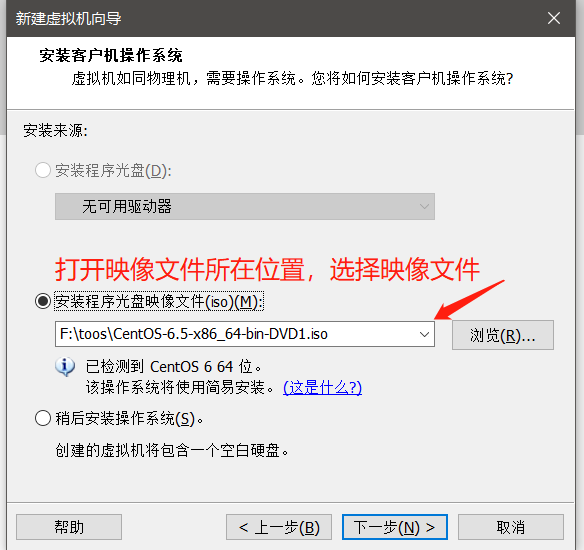 新建虚拟机向导
安装客户机操作系统
虚拟机如同物理机，需要操作系统。您将如何安装客户机操作系统?
安装来源:
安装程序光盘(D):
无可用驱动器
打开映像文件所在位置，选择映像文件
安装程序光盘映像文件(iso)(M):
F:\toos\CentOS-6.5-x86_64-bin-DVD1.iso
浏览(R)...
已检测到 CentOS 6 64 位。
该操作系统将使用简易安装。 (这是什么?)
稍后安装操作系统(S)。
创建的虚拟机将包含一个空白硬盘。
帮助
< 上一步(B)
下一步(N) >
取消